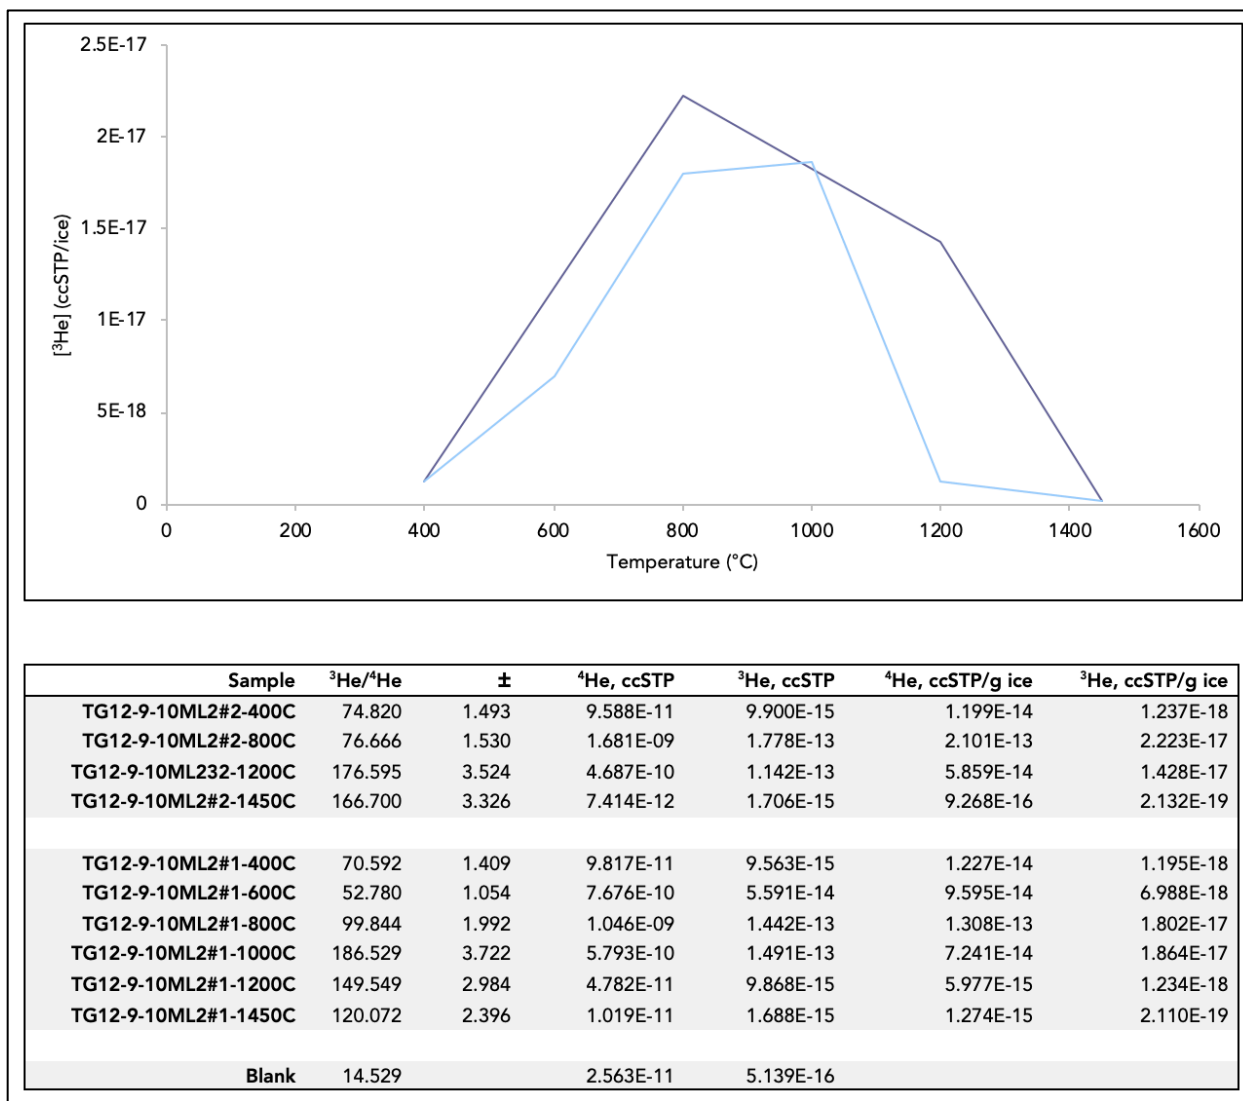 2.5E-17
2E-17
1.5E-17
1E-17
5E-18
0
[³He] (ccSTP/ice)
0 200 400 600 800 1000 1200 1400 1600
Temperature (°C)
Sample ³He/⁴He ± ⁴He, ccSTP ³He, ccSTP ⁴He, ccSTP/g ice ³He, ccSTP/g ice
TG12-9-10ML2#2-400C 74.820 1.493 9.588E-11 9.900E-15 1.199E-14 1.237E-18
TG12-9-10ML2#2-800C 76.666 1.530 1.681E-09 1.778E-13 2.101E-13 2.223E-17
TG12-9-10ML232-1200C 176.595 3.524 4.687E-10 1.142E-13 5.859E-14 1.428E-17
TG12-9-10ML2#2-1450C 166.700 3.326 7.414E-12 1.706E-15 9.268E-16 2.132E-19
TG12-9-10ML2#1-400C 70.592 1.409 9.817E-11 9.563E-15 1.227E-14 1.195E-18
TG12-9-10ML2#1-600C 52.780 1.054 7.676E-10 5.591E-14 9.595E-14 6.988E-18
TG12-9-10ML2#1-800C 99.844 1.992 1.046E-09 1.442E-13 1.308E-13 1.802E-17
TG12-9-10ML2#1-1000C 186.529 3.722 5.793E-10 1.491E-13 7.241E-14 1.864E-17
TG12-9-10ML2#1-1200C 149.549 2.984 4.782E-11 9.868E-15 5.977E-15 1.234E-18
TG12-9-10ML2#1-1450C 120.072 2.396 1.019E-11 1.688E-15 1.274E-15 2.110E-19
Blank 14.529 2.563E-11 5.139E-16